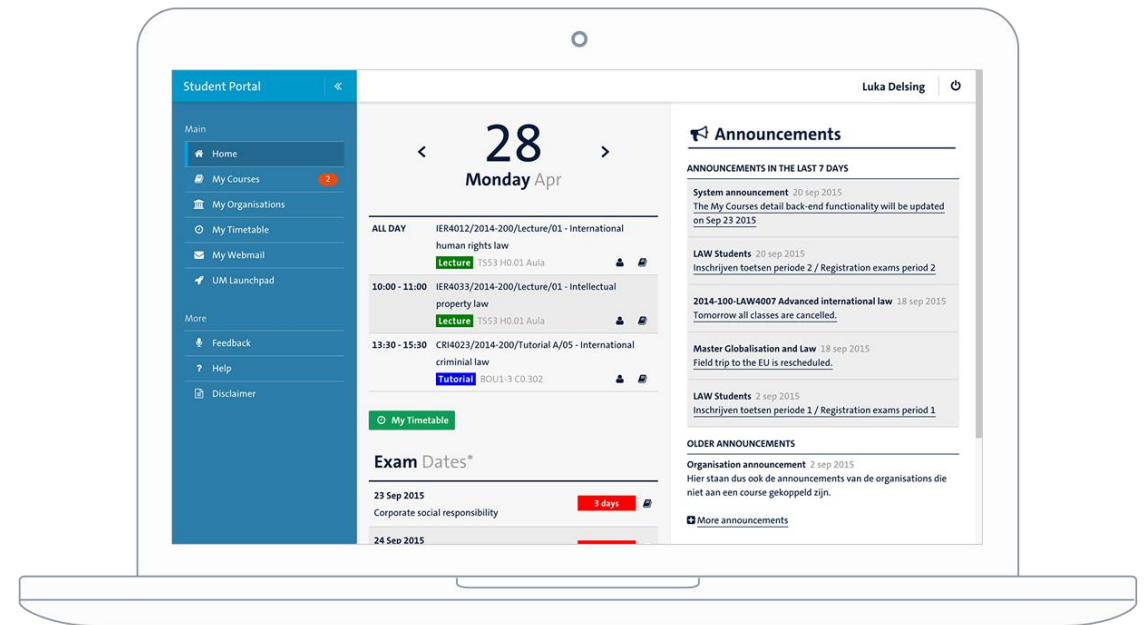 Student Portal
«
Luka Delsing
Main
Home
My Courses
2
My Organisations
My Timetable
My Webmail
UM Launchpad
More
Feedback
? Help
Disclaimer
< 28 >
Monday Apr
ALL DAY IER4012/2014-200/Lecture/01 - International
human rights law
Lecture TS53 H0.01 Aula
10:00 - 11:00 IER4033/2014-200/Lecture/01 - Intellectual
property law
Lecture TS53 H0.01 Aula
13:30 - 15:30 CRI4023/2014-200/Tutorial A/05 - International
criminial law
Tutorial BOU1-3 C0.302
My Timetable
Exam Dates*
23 Sep 2015
3 days
Corporate social responsibility
24 Sep 2015
Announcements
ANNOUNCEMENTS IN THE LAST 7 DAYS
System announcement 20 sep 2015
The My Courses detail back-end functionality will be updated
on Sep 23 2015
LAW Students 20 sep 2015
Inschrijven toetsen periode 2 / Registration exams period 2
2014-100-LAW4007 Advanced international law 18 sep 2015
Tomorrow all classes are cancelled.
Master Globalisation and Law 18 sep 2015
Field trip to the EU is rescheduled.
LAW Students 2 sep 2015
Inschrijven toetsen periode 1 / Registration exams period 1
OLDER ANNOUNCEMENTS
Organisation announcement 2 sep 2015
Hier staan dus ook de announcements van de organisations die
niet aan een course gekoppeld zijn.
More announcements